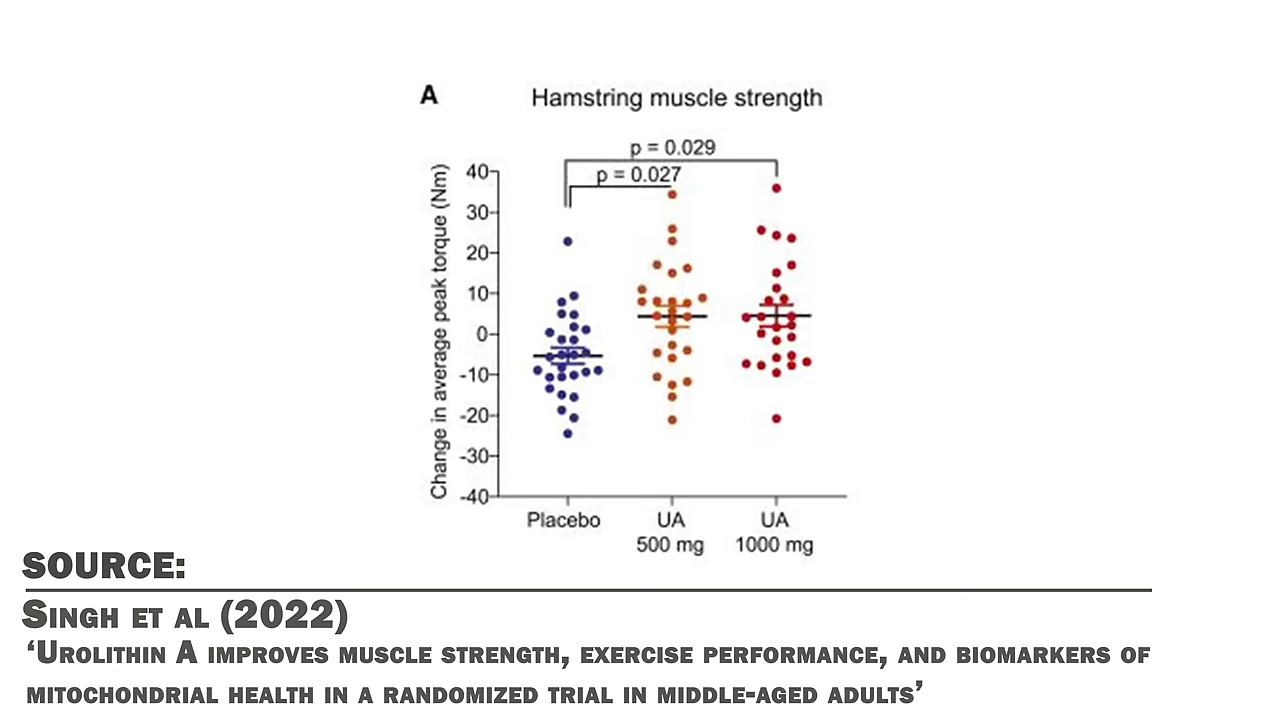 A
Hamstring muscle strength
p = 0.029
p = 0.027
Change in average peak torque (Nm)
40
30
20
10
0
-10
-20
-30
-40
Placebo
UA
500 mg
UA
1000 mg
SOURCE:
SINGH ET AL (2022)
‘UROLITHIN A IMPROVES MUSCLE STRENGTH, EXERCISE PERFORMANCE, AND BIOMARKERS OF
MITOCHONDRIAL HEALTH IN A RANDOMIZED TRIAL IN MIDDLE-AGED ADULTS’